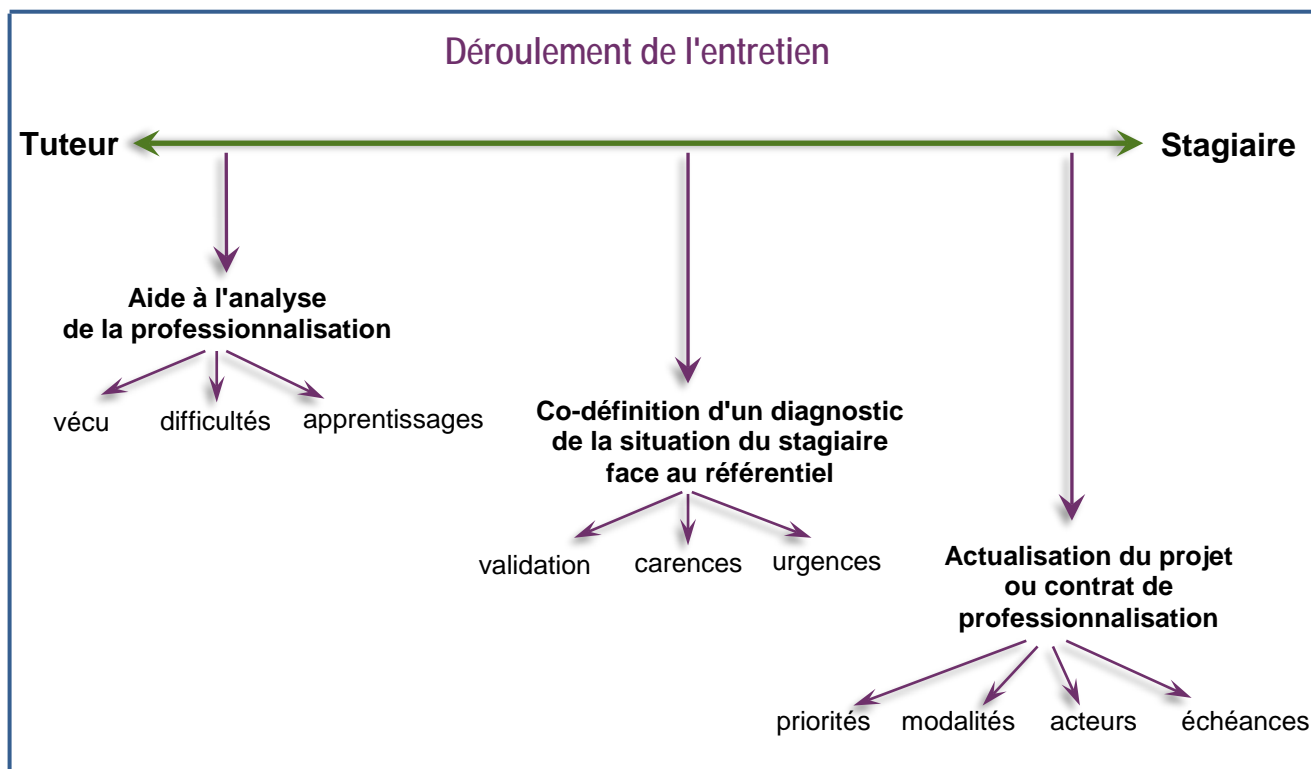 Déroulement de l'entretien
Tuteur
Stagiaire
Aide à l'analyse
de la professionnalisation
vécu
difficultés
apprentissages
Co-définition d'un diagnostic
de la situation du stagiaire
face au référentiel
validation
carences
urgences
Actualisation du projet
ou contrat de
professionnalisation
priorités
modalités
acteurs
échéances